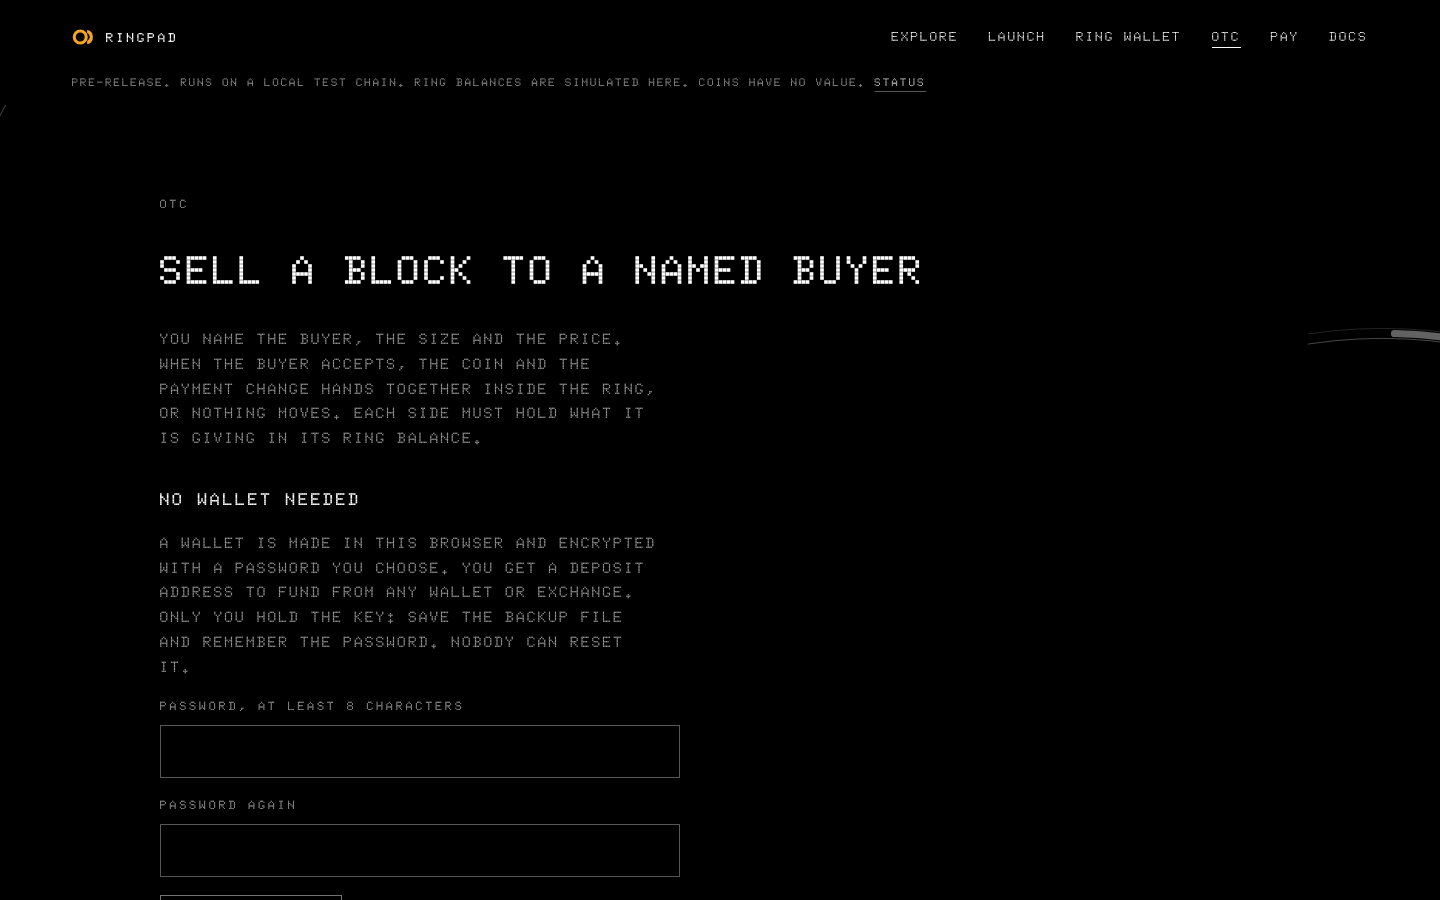 RINGPAD
EXPLORE LAUNCH RING WALLET OTC PAY DOCS
PRE-RELEASE. RUNS ON A LOCAL TEST CHAIN. RING BALANCES ARE SIMULATED HERE. COINS HAVE NO VALUE. STATUS
OTC
SELL A BLOCK TO A NAMED BUYER
YOU NAME THE BUYER, THE SIZE AND THE PRICE.
WHEN THE BUYER ACCEPTS, THE COIN AND THE
PAYMENT CHANGE HANDS TOGETHER INSIDE THE RING,
OR NOTHING MOVES. EACH SIDE MUST HOLD WHAT IT
IS GIVING IN ITS RING BALANCE.
NO WALLET NEEDED
A WALLET IS MADE IN THIS BROWSER AND ENCRYPTED
WITH A PASSWORD YOU CHOOSE. YOU GET A DEPOSIT
ADDRESS TO FUND FROM ANY WALLET OR EXCHANGE.
ONLY YOU HOLD THE KEY: SAVE THE BACKUP FILE
AND REMEMBER THE PASSWORD. NOBODY CAN RESET
IT.
PASSWORD, AT LEAST 8 CHARACTERS
PASSWORD AGAIN